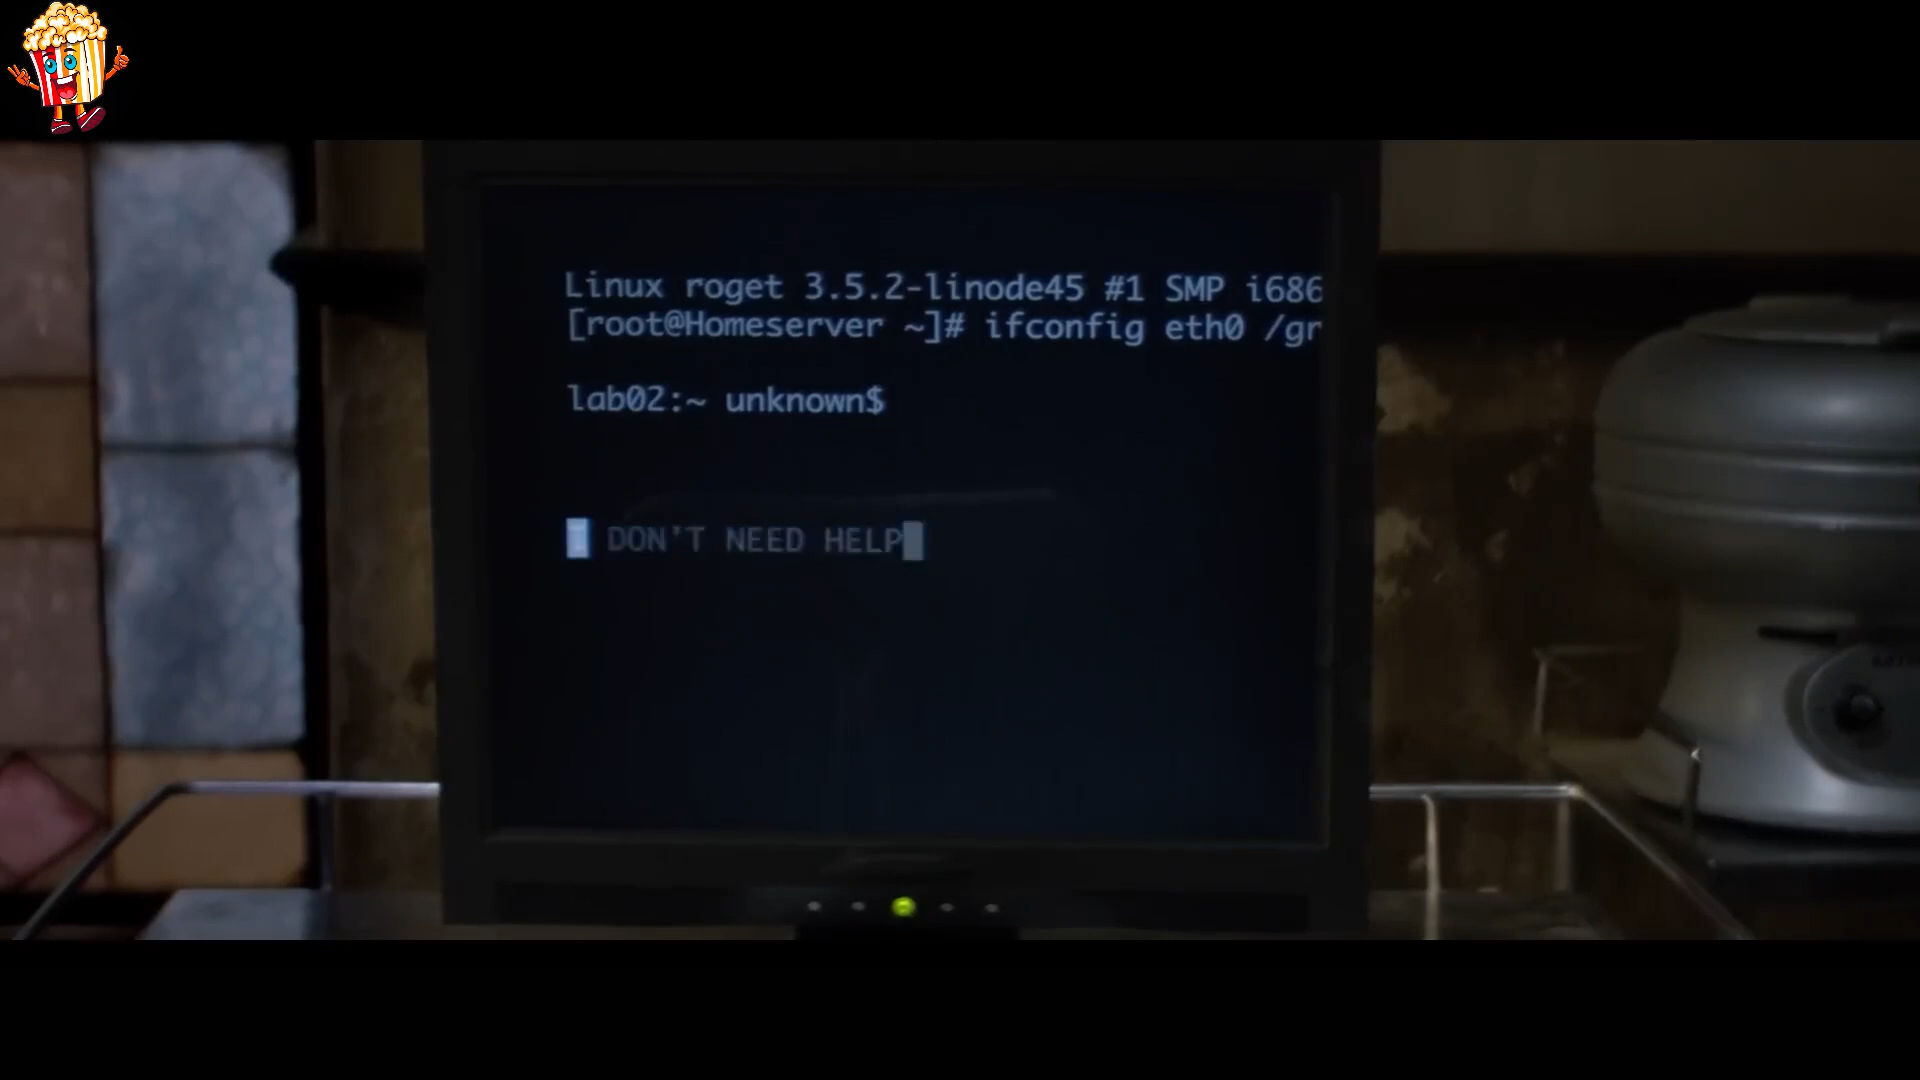 Linux roget 3.5.2-linode45 #1 SMP i686
[root@Homeserver ~]# ifconfig eth0 /gr
lab02:~ unknown$
I DON'T NEED HELP